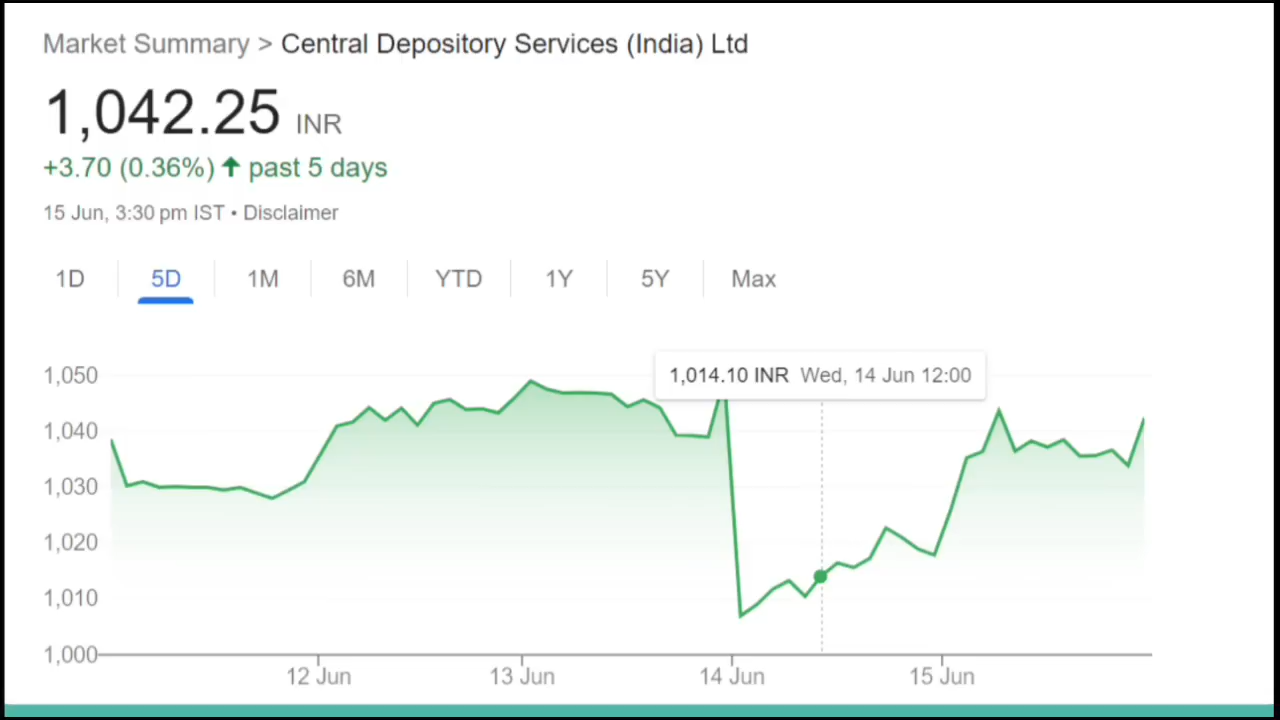 Market Summary > Central Depository Services (India) Ltd
1,042.25 INR
+3.70 (0.36%) ↑ past 5 days
15 Jun, 3:30 pm IST • Disclaimer
1D 5D 1M 6M YTD 1Y 5Y Max
1,014.10 INR Wed, 14 Jun 12:00
1,050
1,040
1,030
1,020
1,010
1,000
12 Jun 13 Jun 14 Jun 15 Jun